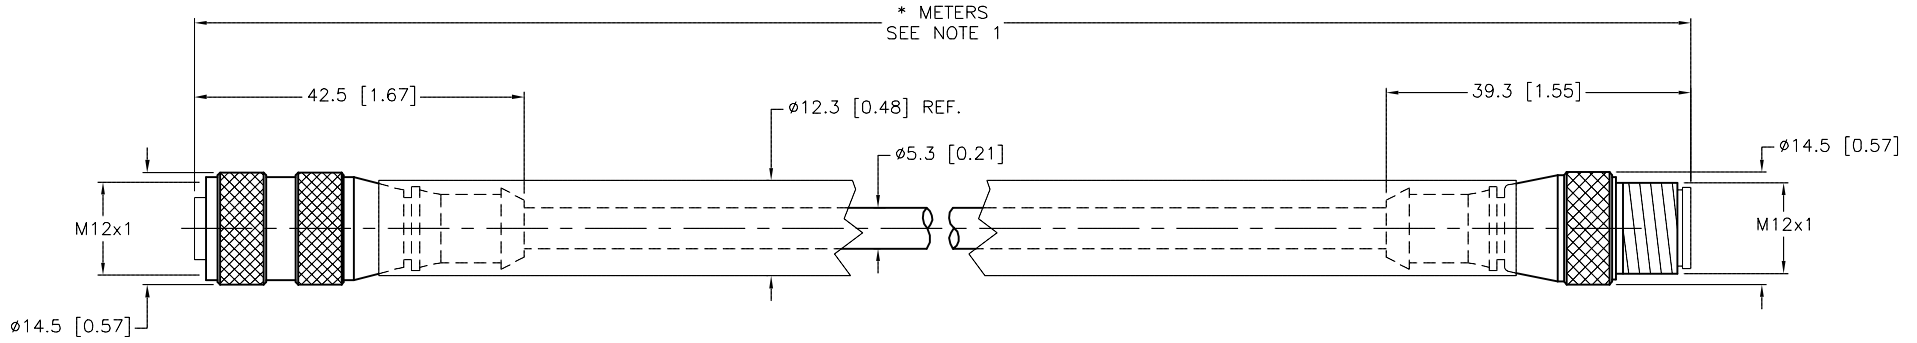 * METERS
SEE NOTE 1
42.5 [1.67]
39.3 [1.55]
ø12.3 [0.48] REF.
ø5.3 [0.21]
ø14.5 [0.57]
M12x1
M12x1
ø14.5 [0.57]